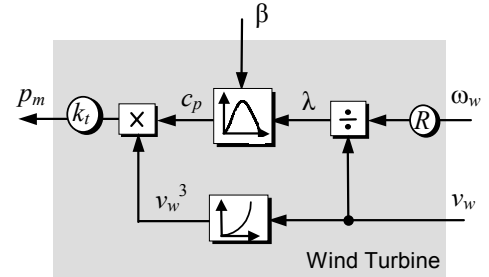 β
p_m
k_t
×
c_p
λ
÷
R
ω_w
v_w^3
v_w
Wind Turbine